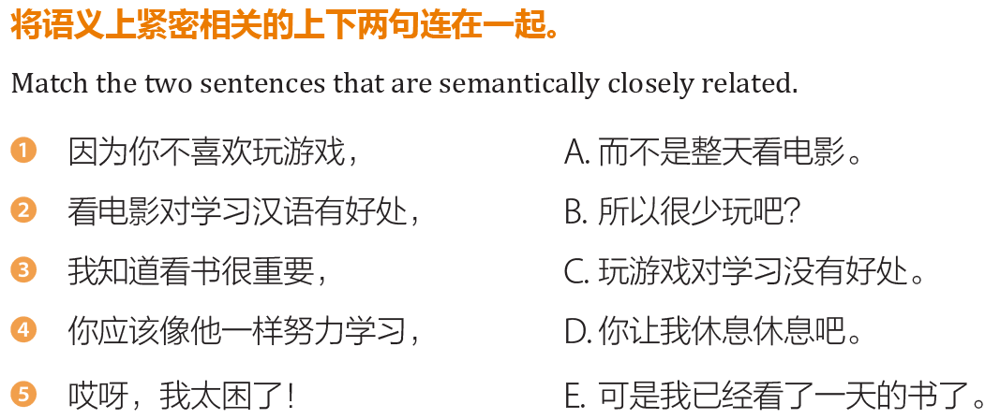 将语义上紧密相关的上下两句连在一起。
Match the two sentences that are semantically closely related.
1 因为你不喜欢玩游戏， A. 而不是整天看电影。
2 看电影对学习汉语有好处， B. 所以很少玩吧？
3 我知道看书很重要， C. 玩游戏对学习没有好处。
4 你应该像他一样努力学习， D. 你让我休息休息吧。
5 哎呀，我太困了！ E. 可是我已经看了一天的书了。